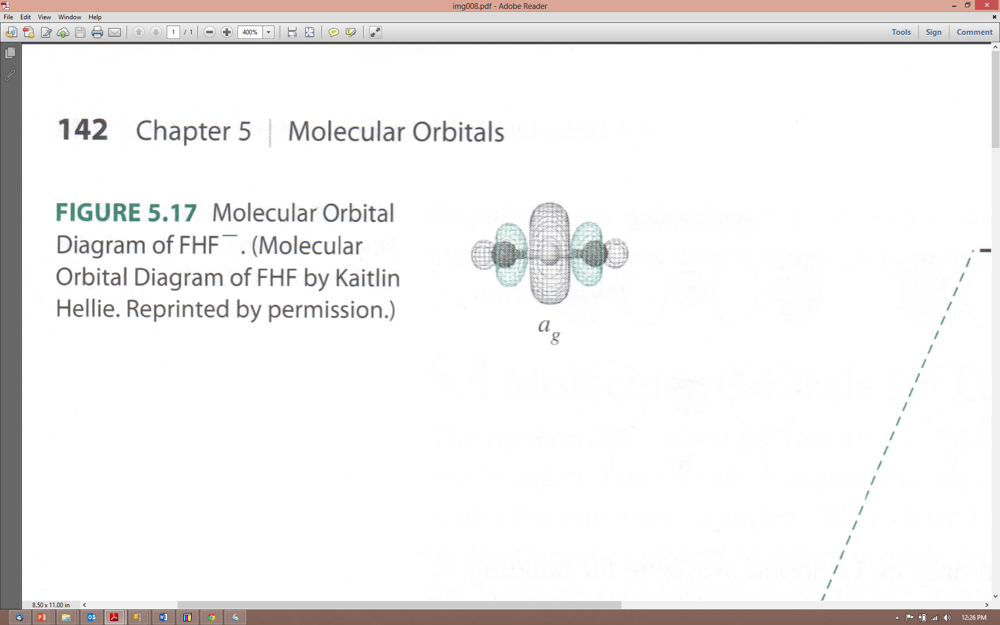 img008.pdf - Adobe Reader
File Edit View Window Help
1 / 1 400% Tools Sign Comment
142 Chapter 5 Molecular Orbitals
FIGURE 5.17 Molecular Orbital
Diagram of FHF⁻. (Molecular
Orbital Diagram of FHF by Kaitlin
Hellie. Reprinted by permission.)
a_g
8.50 x 11.00 in
12:26 PM